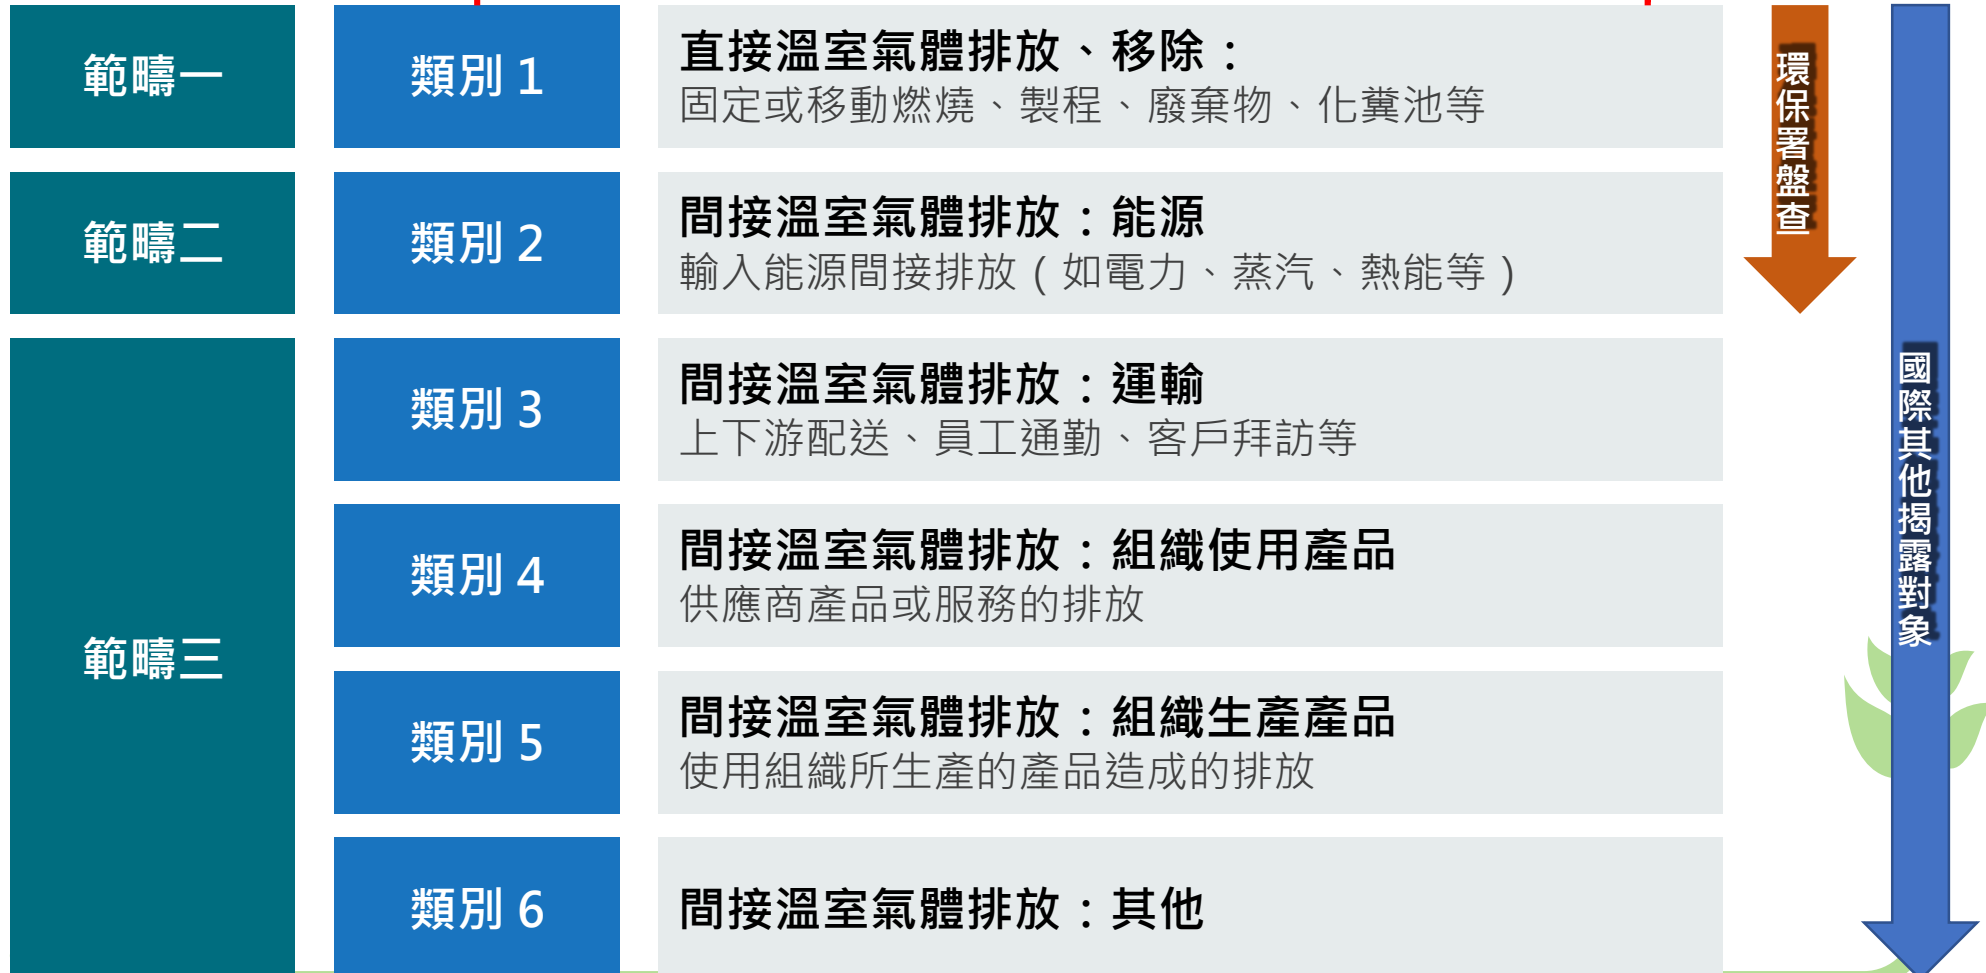 範疇一
類別 1
直接溫室氣體排放、移除：
固定或移動燃燒、製程、廢棄物、化糞池等
範疇二
類別 2
間接溫室氣體排放：能源
輸入能源間接排放（如電力、蒸汽、熱能等）
範疇三
類別 3
間接溫室氣體排放：運輸
上下游配送、員工通勤、客戶拜訪等
類別 4
間接溫室氣體排放：組織使用產品
供應商產品或服務的排放
類別 5
間接溫室氣體排放：組織生產產品
使用組織所生產的產品造成的排放
類別 6
間接溫室氣體排放：其他
環保署盤查
國際其他揭露對象